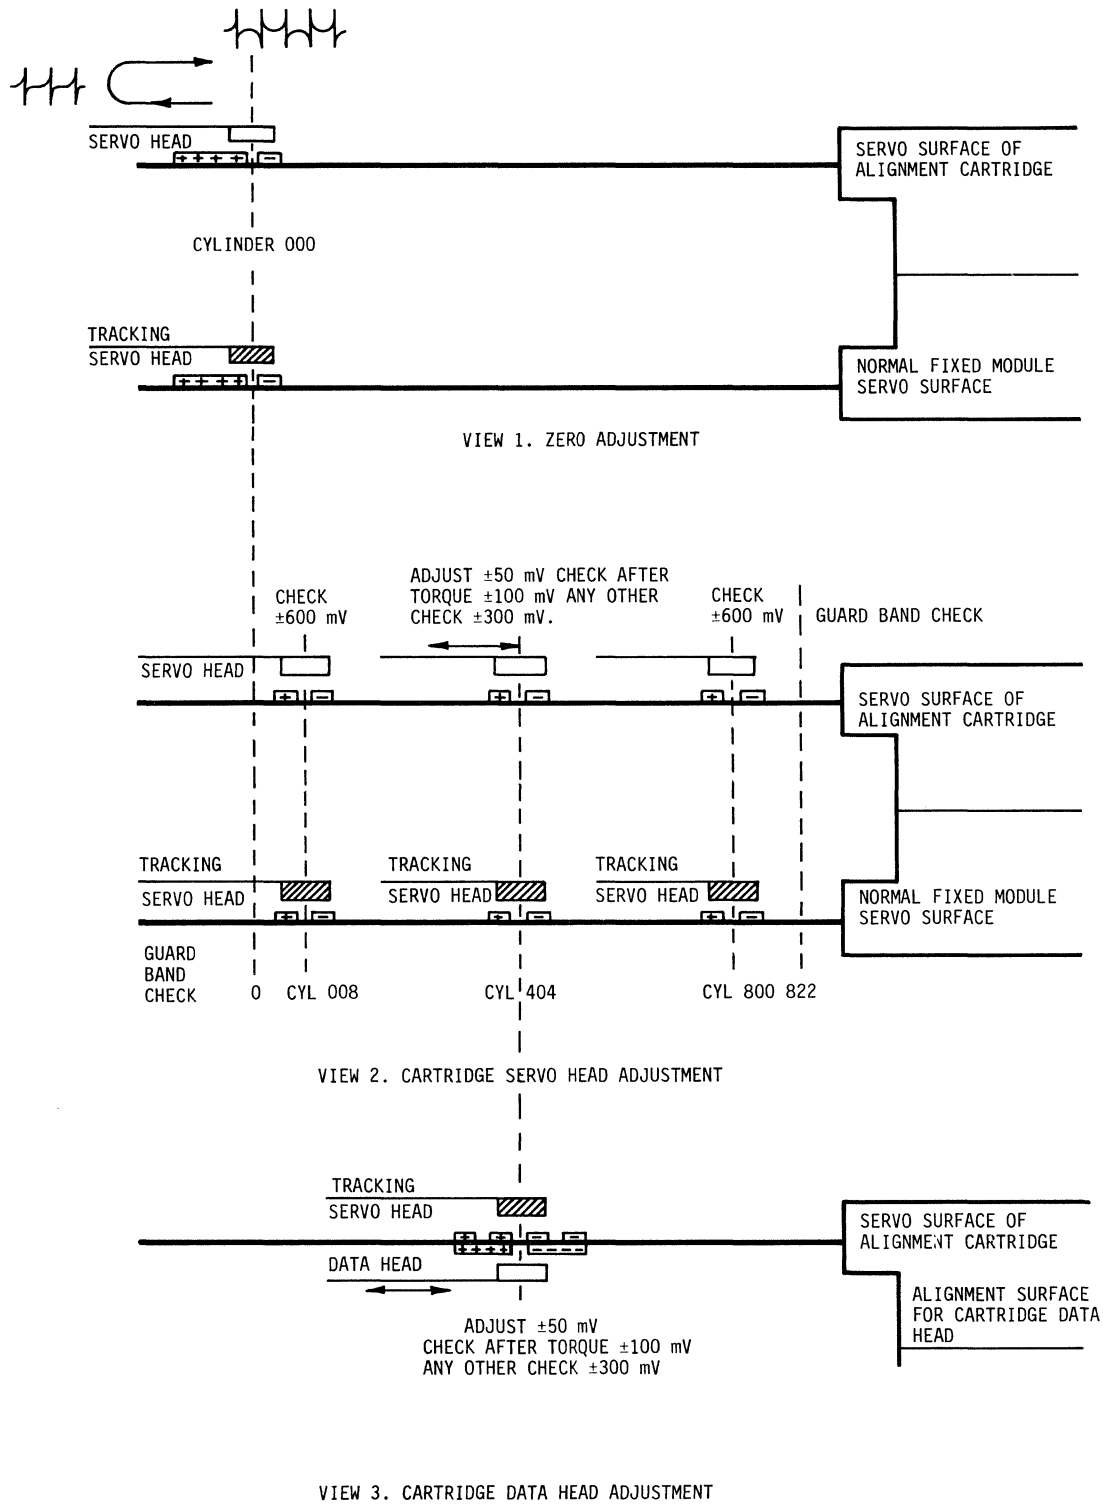 SERVO HEAD
SERVO SURFACE OF
ALIGNMENT CARTRIDGE
CYLINDER 000
TRACKING
SERVO HEAD
NORMAL FIXED MODULE
SERVO SURFACE
VIEW 1. ZERO ADJUSTMENT
CHECK
±600 mV
ADJUST ±50 mV CHECK AFTER
TORQUE ±100 mV ANY OTHER
CHECK ±300 mV.
CHECK
±600 mV
GUARD BAND CHECK
SERVO HEAD
SERVO SURFACE OF
ALIGNMENT CARTRIDGE
TRACKING
SERVO HEAD
TRACKING
SERVO HEAD
TRACKING
SERVO HEAD
NORMAL FIXED MODULE
SERVO SURFACE
GUARD
BAND
CHECK
0
CYL 008
CYL 404
CYL 800
822
VIEW 2. CARTRIDGE SERVO HEAD ADJUSTMENT
TRACKING
SERVO HEAD
DATA HEAD
SERVO SURFACE OF
ALIGNMENT CARTRIDGE
ALIGNMENT SURFACE
FOR CARTRIDGE DATA
HEAD
ADJUST ±50 mV
CHECK AFTER TORQUE ±100 mV
ANY OTHER CHECK ±300 mV
VIEW 3. CARTRIDGE DATA HEAD ADJUSTMENT